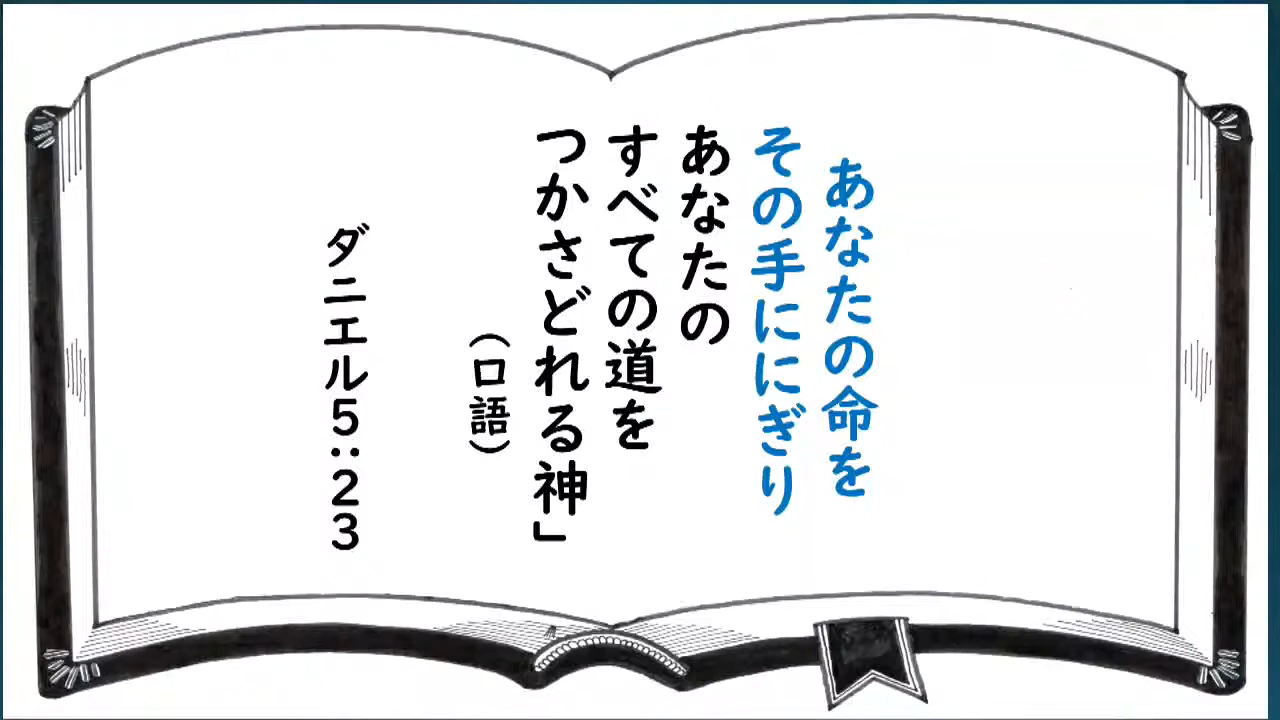 あなたの命を
その手ににぎり
あなたの
すべての道を
つかさどれる神」
（口語）
ダニエル５：２３